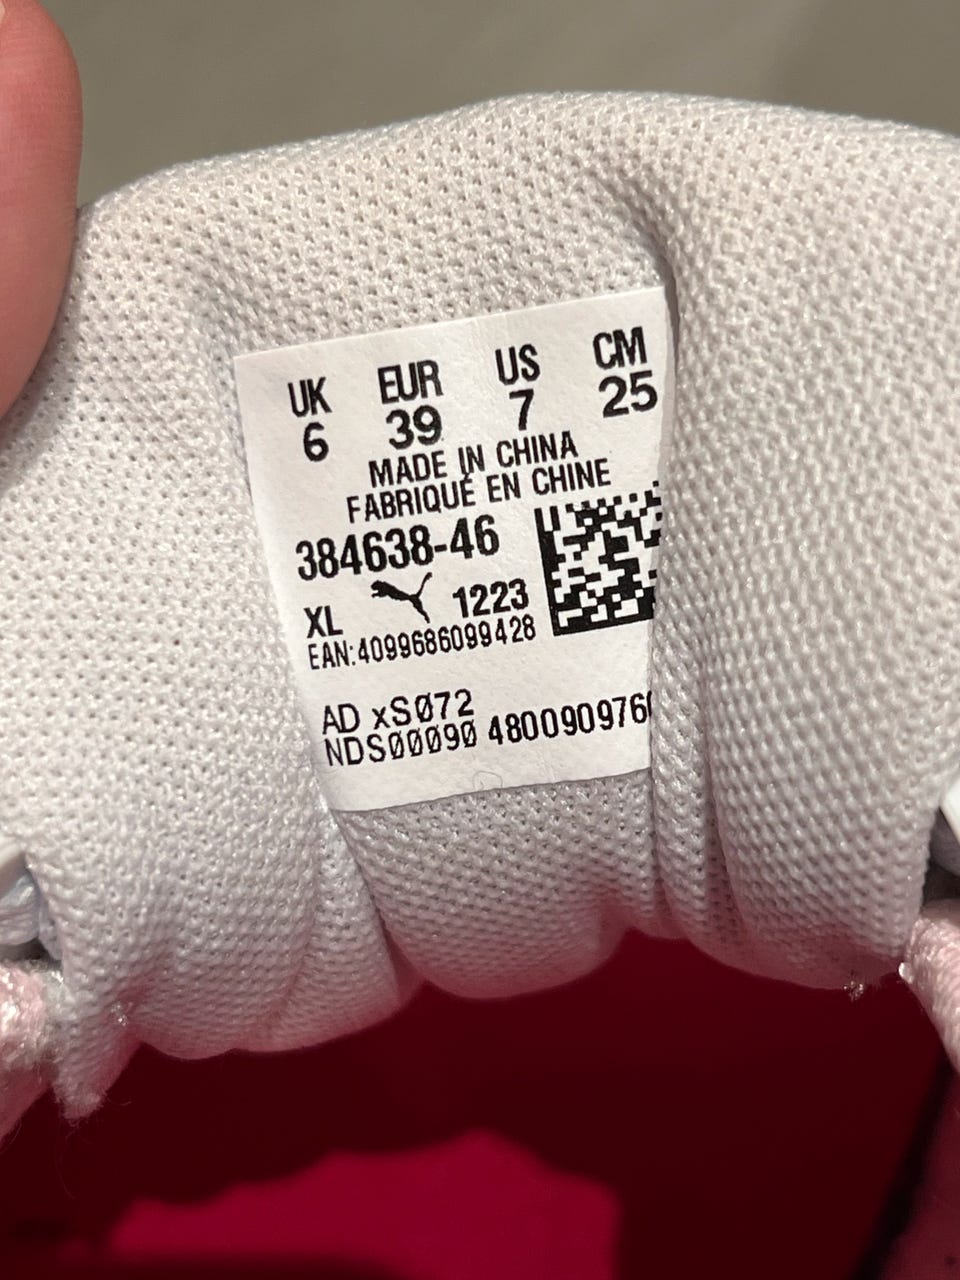 UK EUR US CM
6 39 7 25
MADE IN CHINA
FABRIQUÉ EN CHINE
384638-46
XL 1223
EAN:4099686099428
AD xSØ72
NDSØØØ9Ø 480090976